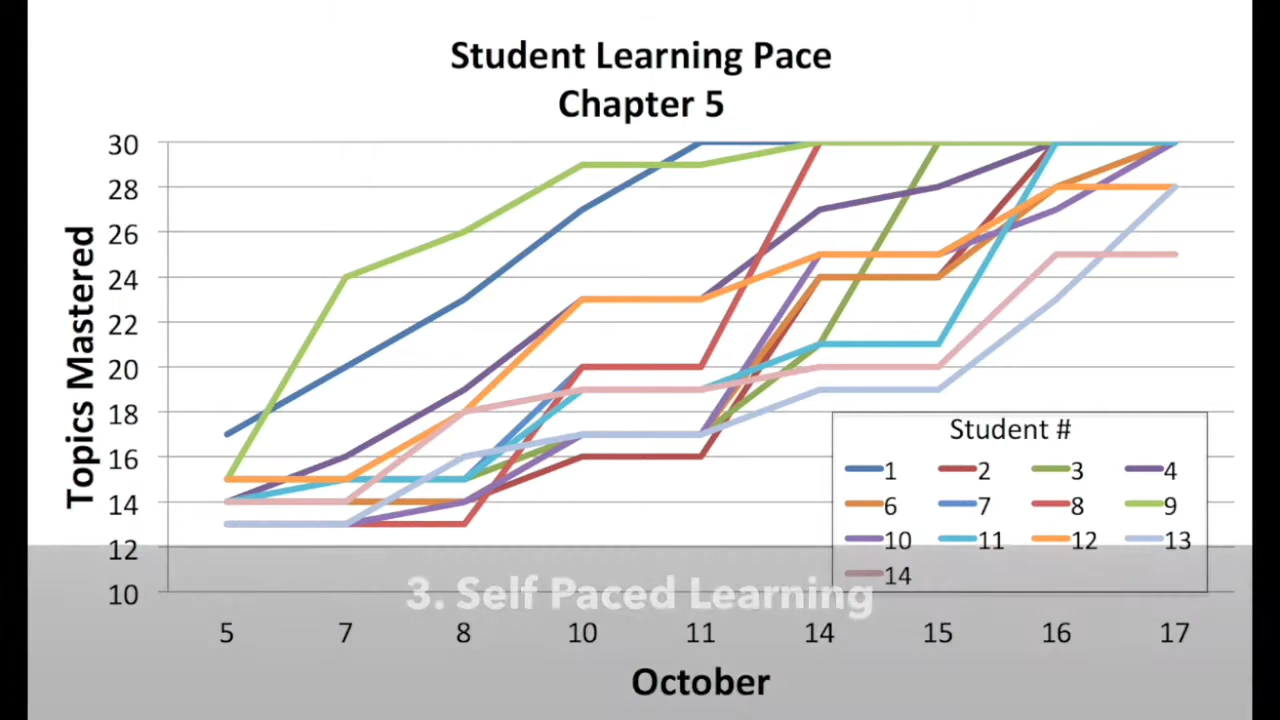 Student Learning Pace
Chapter 5
Topics Mastered
30
28
26
24
22
20
18
16
14
12
10
Student #
1 2 3 4
6 7 8 9
10 11 12 13
14
3. Self Paced Learning
5 7 8 10 11 14 15 16 17
October